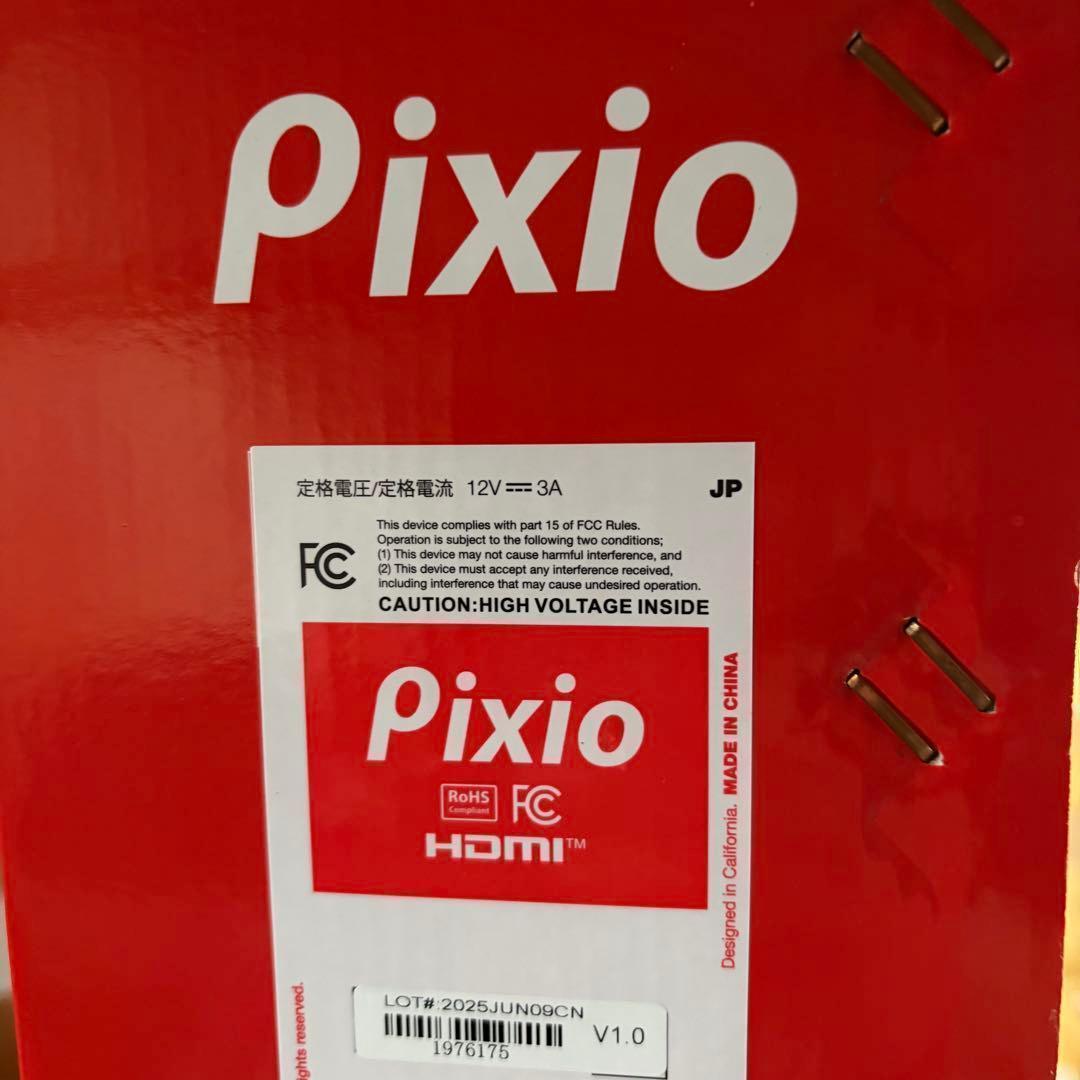 Pixio
定格電圧/定格電流 12V⎓3A
JP
FC
This device complies with part 15 of FCC Rules.
Operation is subject to the following two conditions;
(1) This device may not cause harmful interference, and
(2) This device must accept any interference received,
including interference that may cause undesired operation.
CAUTION:HIGH VOLTAGE INSIDE
Pixio
RoHS
Compliant
FC
HDMI™
Designed in California. MADE IN CHINA
reserved.
LOT#:2025JUN09CN
V1.0
1976175